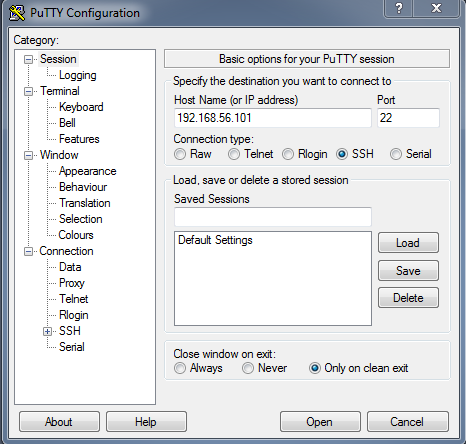 PuTTY Configuration
Category:
Session
Logging
Terminal
Keyboard
Bell
Features
Window
Appearance
Behaviour
Translation
Selection
Colours
Connection
Data
Proxy
Telnet
Rlogin
SSH
Serial
Basic options for your PuTTY session
Specify the destination you want to connect to
Host Name (or IP address) Port
192.168.56.101 22
Connection type:
Raw Telnet Rlogin SSH Serial
Load, save or delete a stored session
Saved Sessions
Default Settings
Load
Save
Delete
Close window on exit:
Always Never Only on clean exit
About Help Open Cancel